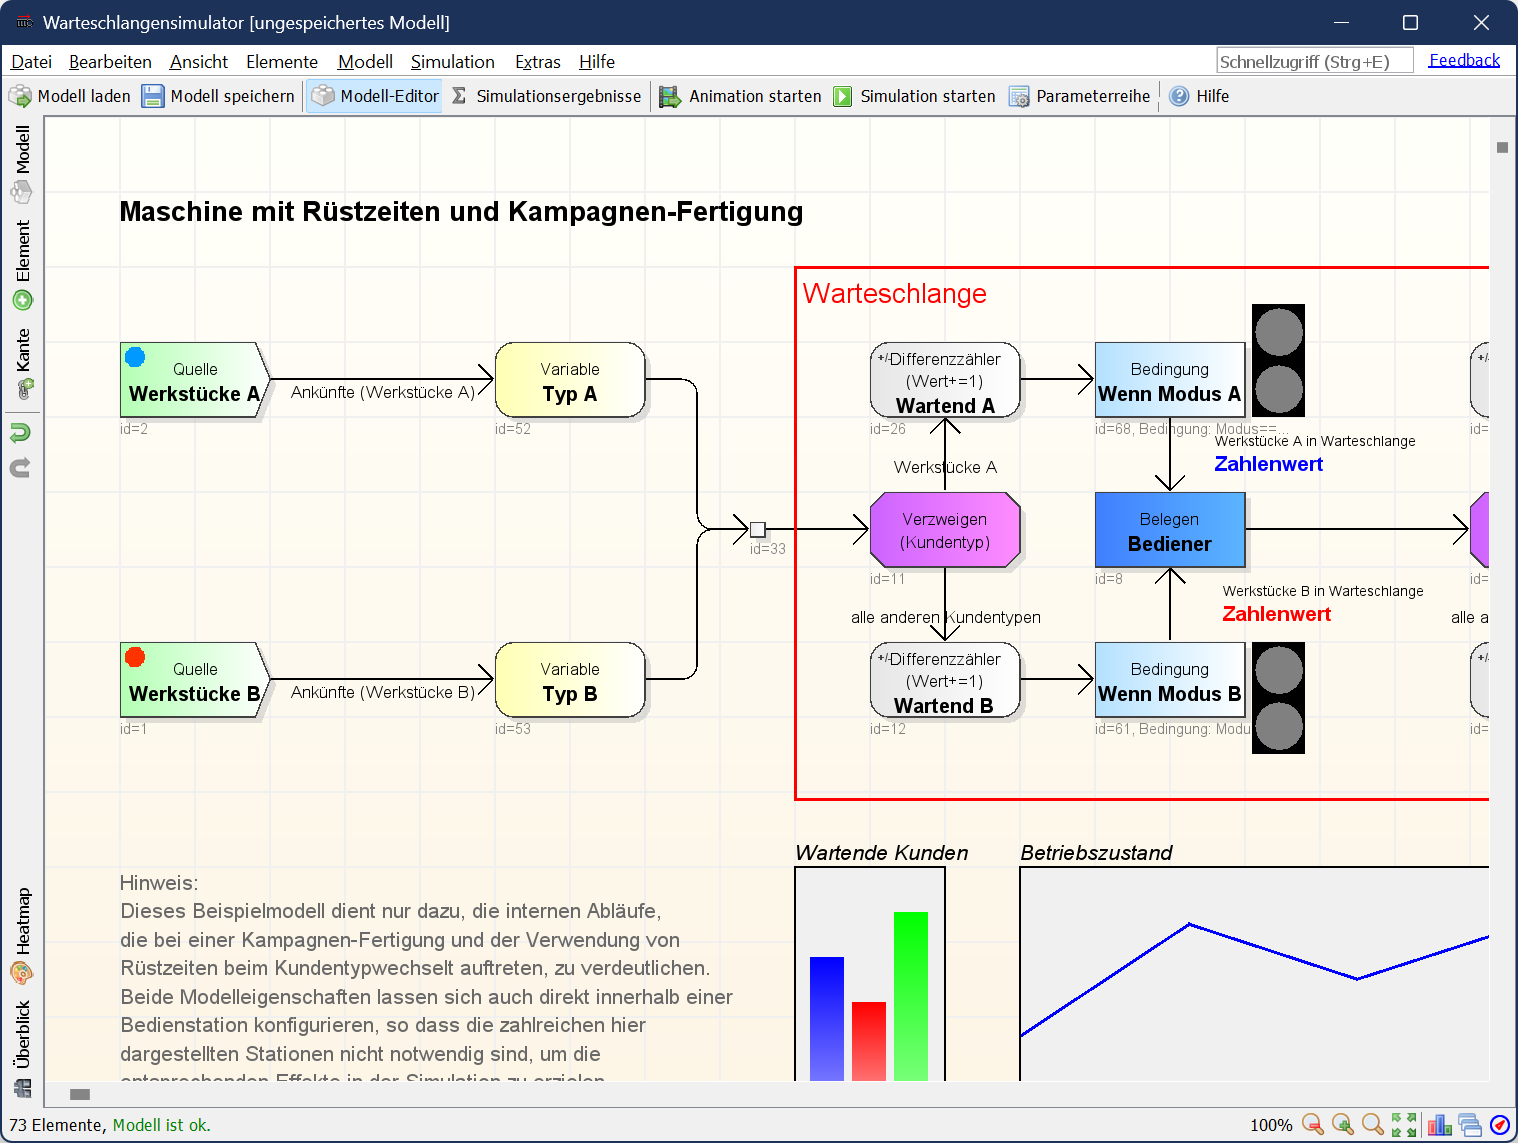 Warteschlangensimulator [ungespeichertes Modell]
Datei Bearbeiten Ansicht Elemente Modell Simulation Extras Hilfe
Schnellzugriff (Strg+E)
Feedback
Modell laden Modell speichern Modell-Editor Simulationsergebnisse Animation starten Simulation starten Parameterreihe Hilfe
Modell
Element
Kante
Heatmap
Überblick
Maschine mit Rüstzeiten und Kampagnen-Fertigung
Warteschlange
Quelle
Werkstücke A
id=2
Ankünfte (Werkstücke A)
Variable
Typ A
id=52
+/-
Differenzzähler
(Wert+=1)
Wartend A
id=26
Bedingung
Wenn Modus A
id=68, Bedingung: Modus==...
+/-
id=
Werkstücke A in Warteschlange
Zahlenwert
Werkstücke A
id=33
Verzweigen
(Kundentyp)
id=11
Belegen
Bediener
id=8
id=
Werkstücke B in Warteschlange
Zahlenwert
alle anderen Kundentypen
alle a
Quelle
Werkstücke B
id=1
Ankünfte (Werkstücke B)
Variable
Typ B
id=53
+/-
Differenzzähler
(Wert+=1)
Wartend B
id=12
Bedingung
Wenn Modus B
id=61, Bedingung: Modu
+/-
id=
Wartende Kunden
Betriebszustand
Hinweis:
Dieses Beispielmodell dient nur dazu, die internen Abläufe,
die bei einer Kampagnen-Fertigung und der Verwendung von
Rüstzeiten beim Kundentypwechselt auftreten, zu verdeutlichen.
Beide Modelleigenschaften lassen sich auch direkt innerhalb einer
Bedienstation konfigurieren, so dass die zahlreichen hier
dargestellten Stationen nicht notwendig sind, um die
entsprechenden Effekte in der Simulation zu erzielen.
73 Elemente, Modell ist ok.
100%